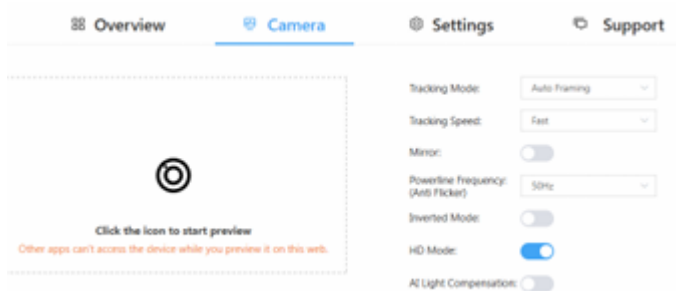 Overview Camera Settings Support
Tracking Mode: Auto Framing
Tracking Speed: Fast
Mirror:
Powerline Frequency: 50Hz
(Anti Flicker)
Click the icon to start preview
Other apps can't access the device while you preview it on this web.
Inverted Mode:
HD Mode:
AI Light Compensation: